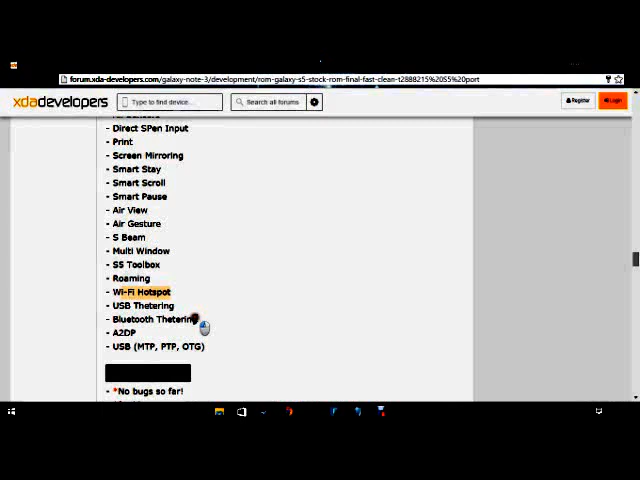 forum.xda-developers.com/galaxy-note-3/development/rom-galaxy-s5-stock-rom-final-fast-clean-t2888215%20S5%20port
xdadevelopers
Type to find device...
Search all forums
Register
Login
- Direct SPen Input
- Print
- Screen Mirroring
- Smart Stay
- Smart Scroll
- Smart Pause
- Air View
- Air Gesture
- S Beam
- Multi Window
- S5 Toolbox
- Roaming
- Wi-Fi Hotspot
- USB Thetering
- Bluetooth Thetering
- A2DP
- USB (MTP, PTP, OTG)
- *No bugs so far!